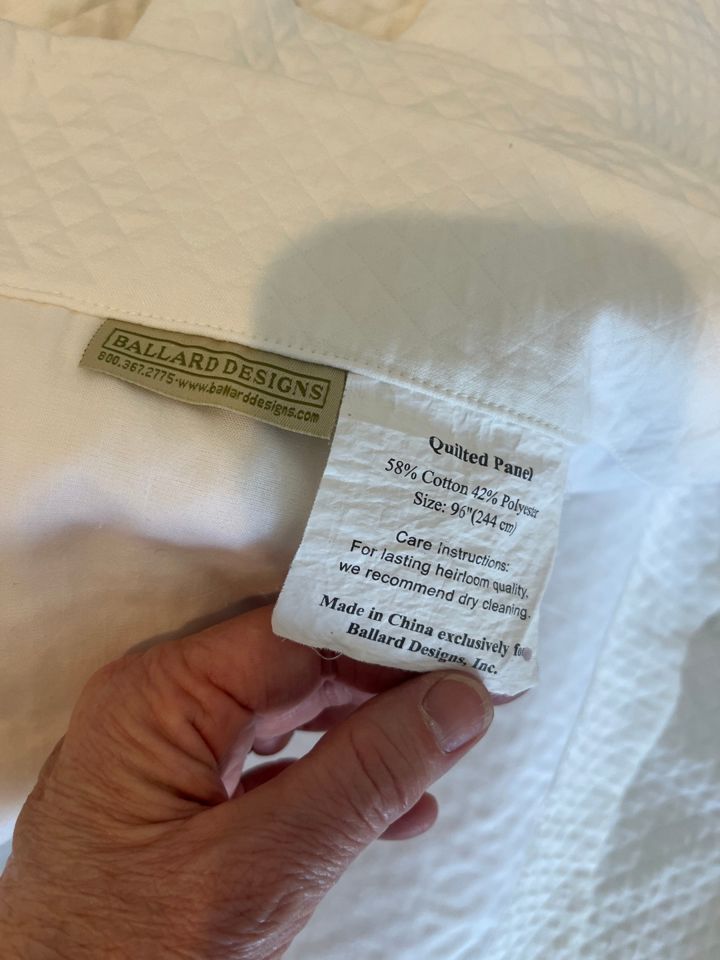 BALLARD DESIGNS
800.367.2775-www.ballarddesigns.com
Quilted Panel
58% Cotton 42% Polyester
Size: 96"(244 cm)
Care instructions:
For lasting heirloom quality,
we recommend dry cleaning.
Made in China exclusively for
Ballard Designs, Inc.